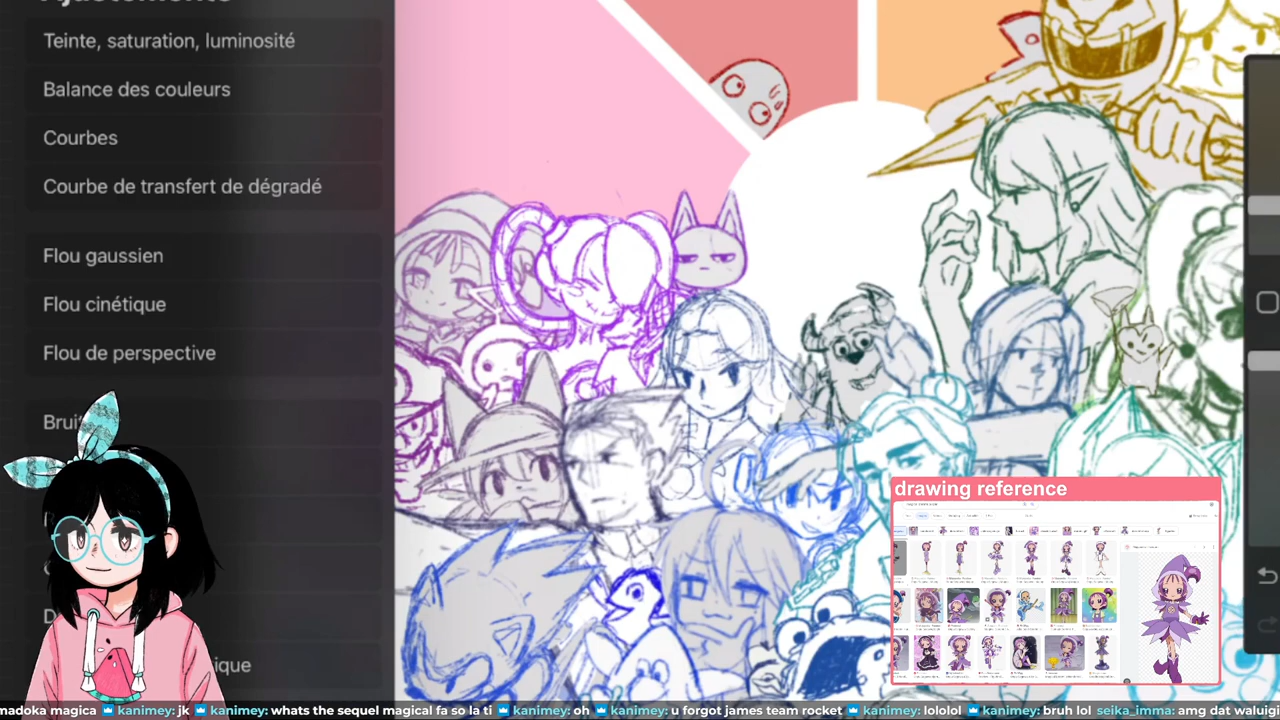 Teinte, saturation, luminosité
Balance des couleurs
Courbes
Courbe de transfert de dégradé
Flou gaussien
Flou cinétique
Flou de perspective
Bruit
ique
drawing reference
madoka magica kanimey: jk kanimey: whats the sequel magical fa so la ti kanimey: oh kanimey: u forgot james team rocket kanimey: lololol kanimey: bruh lol seika_imma: amg dat waluigi